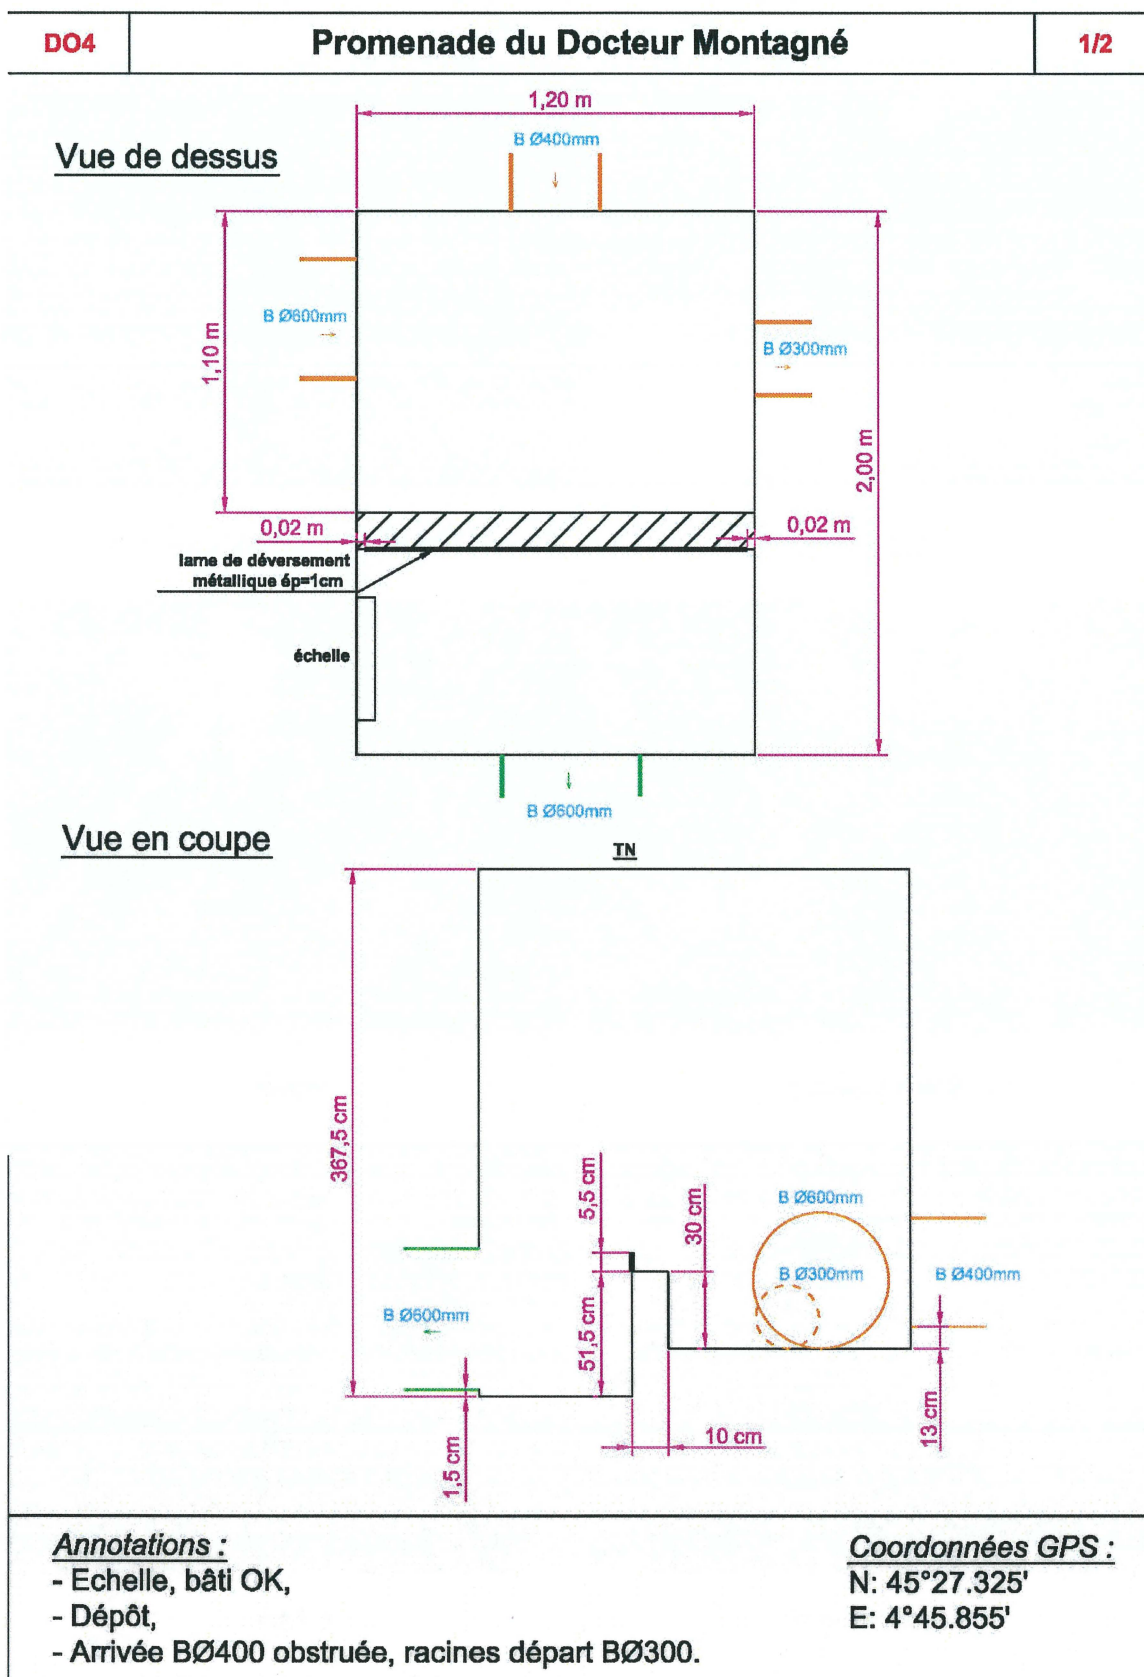 DO4
Promenade du Docteur Montagné
1/2
1,20 m
B Ø400mm
Vue de dessus
B Ø600mm
1,10 m
B Ø300mm
2,00 m
0,02 m
0,02 m
lame de déversement
métallique ép=1cm
échelle
B Ø600mm
Vue en coupe
TN
367,5 cm
5,5 cm
30 cm
B Ø600mm
B Ø300mm
B Ø400mm
B Ø600mm
51,5 cm
13 cm
10 cm
1,5 cm
Annotations :
- Echelle, bâti OK,
- Dépôt,
- Arrivée BØ400 obstruée, racines départ BØ300.
Coordonnées GPS :
N: 45°27.325'
E: 4°45.855'